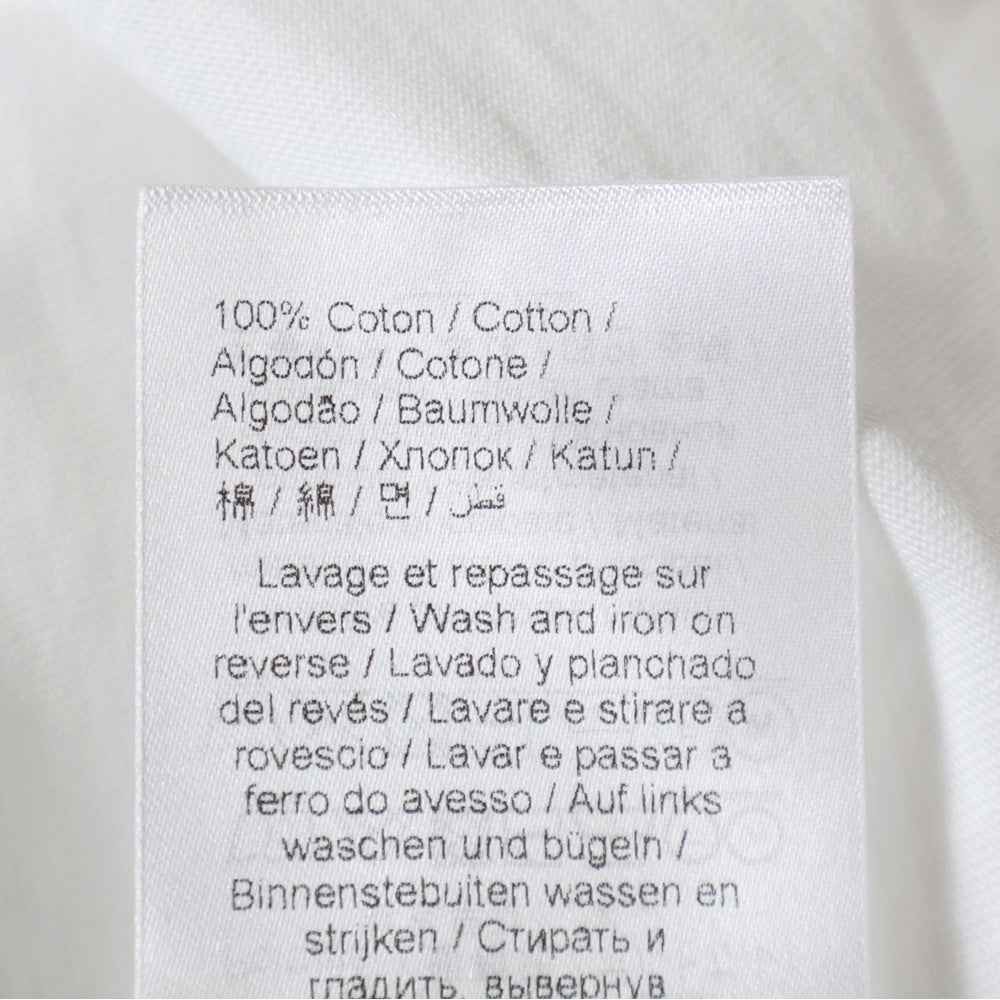 100% Coton / Cotton /
Algodón / Cotone /
Algodão / Baumwolle /
Katoen / Хлопок / Katun /
棉 / 綿 / 면 / قطن
Lavage et repassage sur
l'envers / Wash and iron on
reverse / Lavado y planchado
del revés / Lavare e stirare a
rovescio / Lavar e passar a
ferro do avesso / Auf links
waschen und bügeln /
Binnenstebuiten wassen en
strijken / Стирать и
гладить, вывернув